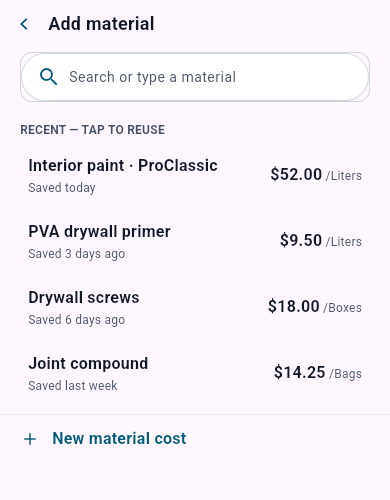 Add material
Search or type a material
RECENT — TAP TO REUSE
Interior paint · ProClassic
$52.00 /Liters
Saved today
PVA drywall primer
$9.50 /Liters
Saved 3 days ago
Drywall screws
$18.00 /Boxes
Saved 6 days ago
Joint compound
$14.25 /Bags
Saved last week
New material cost